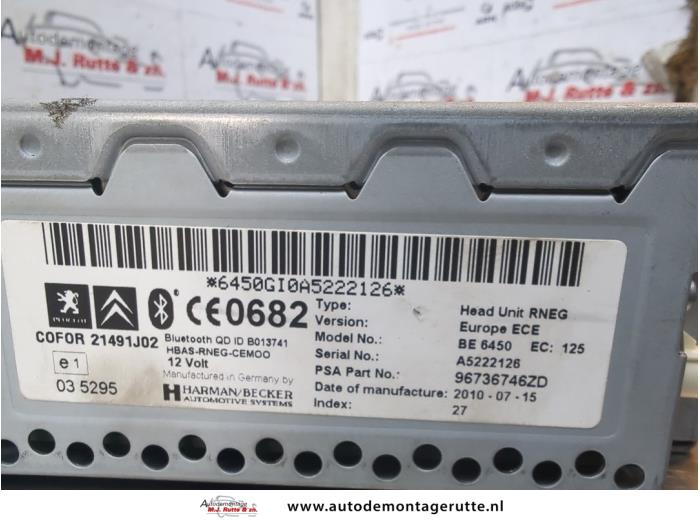 Autodemontage
M.J. Rutte & zn.
*6450GI0A5222126*
PEUGEOT
CE0682
COFOR 21491J02
Bluetooth QD ID B013741
HBAS-RNEG-CEMOO
12 Volt
e1
03 5295
Manufactured in Germany by
HARMAN/BECKER
AUTOMOTIVE SYSTEMS
Type: Head Unit RNEG
Version: Europe ECE
Model No.: BE 6450 EC: 125
Serial No.: A5222126
PSA Part No.: 96736746ZD
Date of manufacture: 2010-07-15
Index: 27
Autodemontage
M.J. Rutte & zn.
www.autodemontagerutte.nl